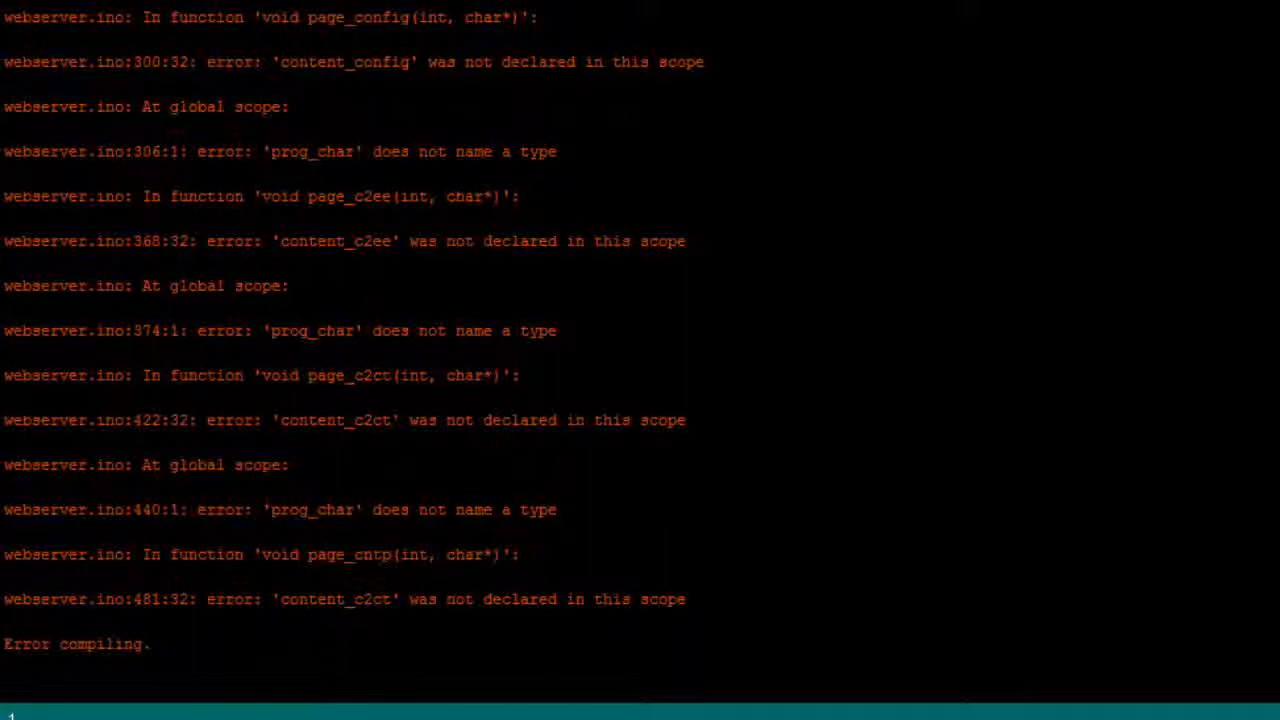 webserver.ino: In function 'void page_config(int, char*)':
webserver.ino:300:32: error: 'content_config' was not declared in this scope
webserver.ino: At global scope:
webserver.ino:306:1: error: 'prog_char' does not name a type
webserver.ino: In function 'void page_c2ee(int, char*)':
webserver.ino:368:32: error: 'content_c2ee' was not declared in this scope
webserver.ino: At global scope:
webserver.ino:374:1: error: 'prog_char' does not name a type
webserver.ino: In function 'void page_c2ct(int, char*)':
webserver.ino:422:32: error: 'content_c2ct' was not declared in this scope
webserver.ino: At global scope:
webserver.ino:440:1: error: 'prog_char' does not name a type
webserver.ino: In function 'void page_cntp(int, char*)':
webserver.ino:481:32: error: 'content_c2ct' was not declared in this scope
Error compiling.
1